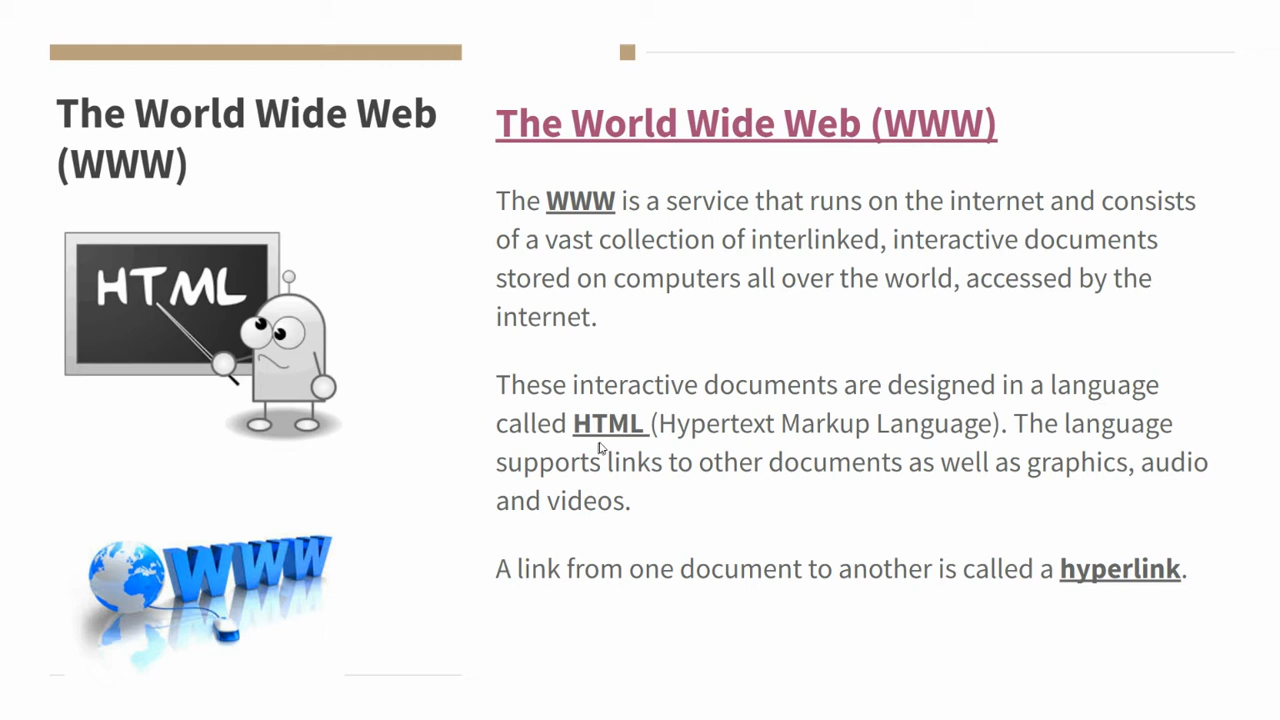 The World Wide Web
(WWW)
HTML
WWW
The World Wide Web (WWW)
The WWW is a service that runs on the internet and consists
of a vast collection of interlinked, interactive documents
stored on computers all over the world, accessed by the
internet.
These interactive documents are designed in a language
called HTML (Hypertext Markup Language). The language
supports links to other documents as well as graphics, audio
and videos.
A link from one document to another is called a hyperlink.